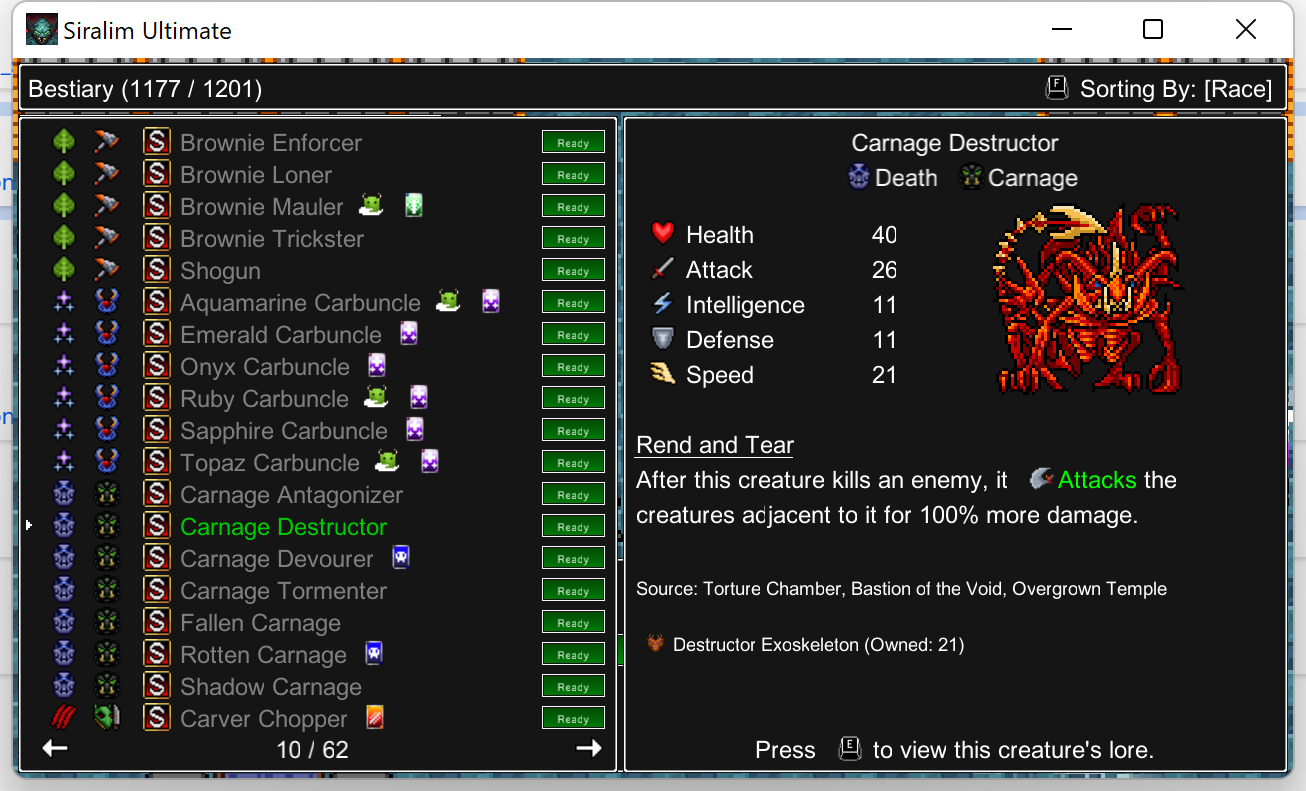 Siralim Ultimate
Bestiary (1177 / 1201)
F Sorting By: [Race]
S Brownie Enforcer Ready
S Brownie Loner Ready
S Brownie Mauler Ready
S Brownie Trickster Ready
S Shogun Ready
S Aquamarine Carbuncle Ready
S Emerald Carbuncle Ready
S Onyx Carbuncle Ready
S Ruby Carbuncle Ready
S Sapphire Carbuncle Ready
S Topaz Carbuncle Ready
S Carnage Antagonizer Ready
S Carnage Destructor Ready
S Carnage Devourer Ready
S Carnage Tormenter Ready
S Fallen Carnage Ready
S Rotten Carnage Ready
S Shadow Carnage Ready
S Carver Chopper Ready
10 / 62
Carnage Destructor
Death Carnage
Health 40
Attack 26
Intelligence 11
Defense 11
Speed 21
Rend and Tear
After this creature kills an enemy, it Attacks the
creatures adjacent to it for 100% more damage.
Source: Torture Chamber, Bastion of the Void, Overgrown Temple
Destructor Exoskeleton (Owned: 21)
Press E to view this creature's lore.